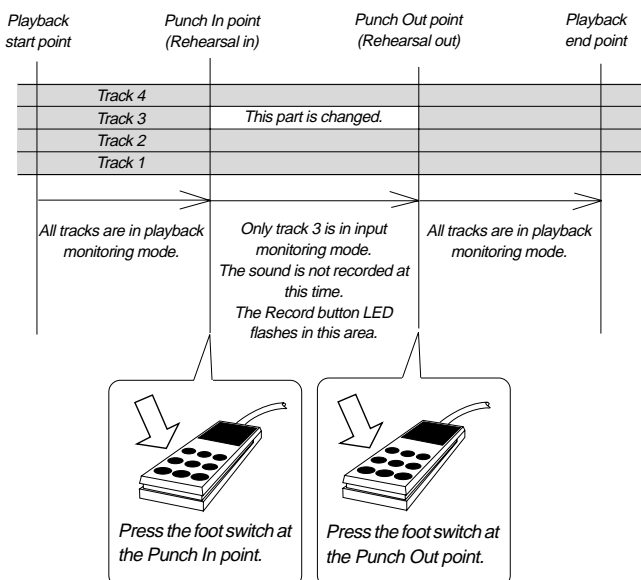 Playback
start point
Punch In point
(Rehearsal in)
Punch Out point
(Rehearsal out)
Playback
end point
Track 4
Track 3
This part is changed.
Track 2
Track 1
All tracks are in playback
monitoring mode.
Only track 3 is in input
monitoring mode.
The sound is not recorded at
this time.
The Record button LED
flashes in this area.
All tracks are in playback
monitoring mode.
Press the foot switch at
the Punch In point.
Press the foot switch at
the Punch Out point.